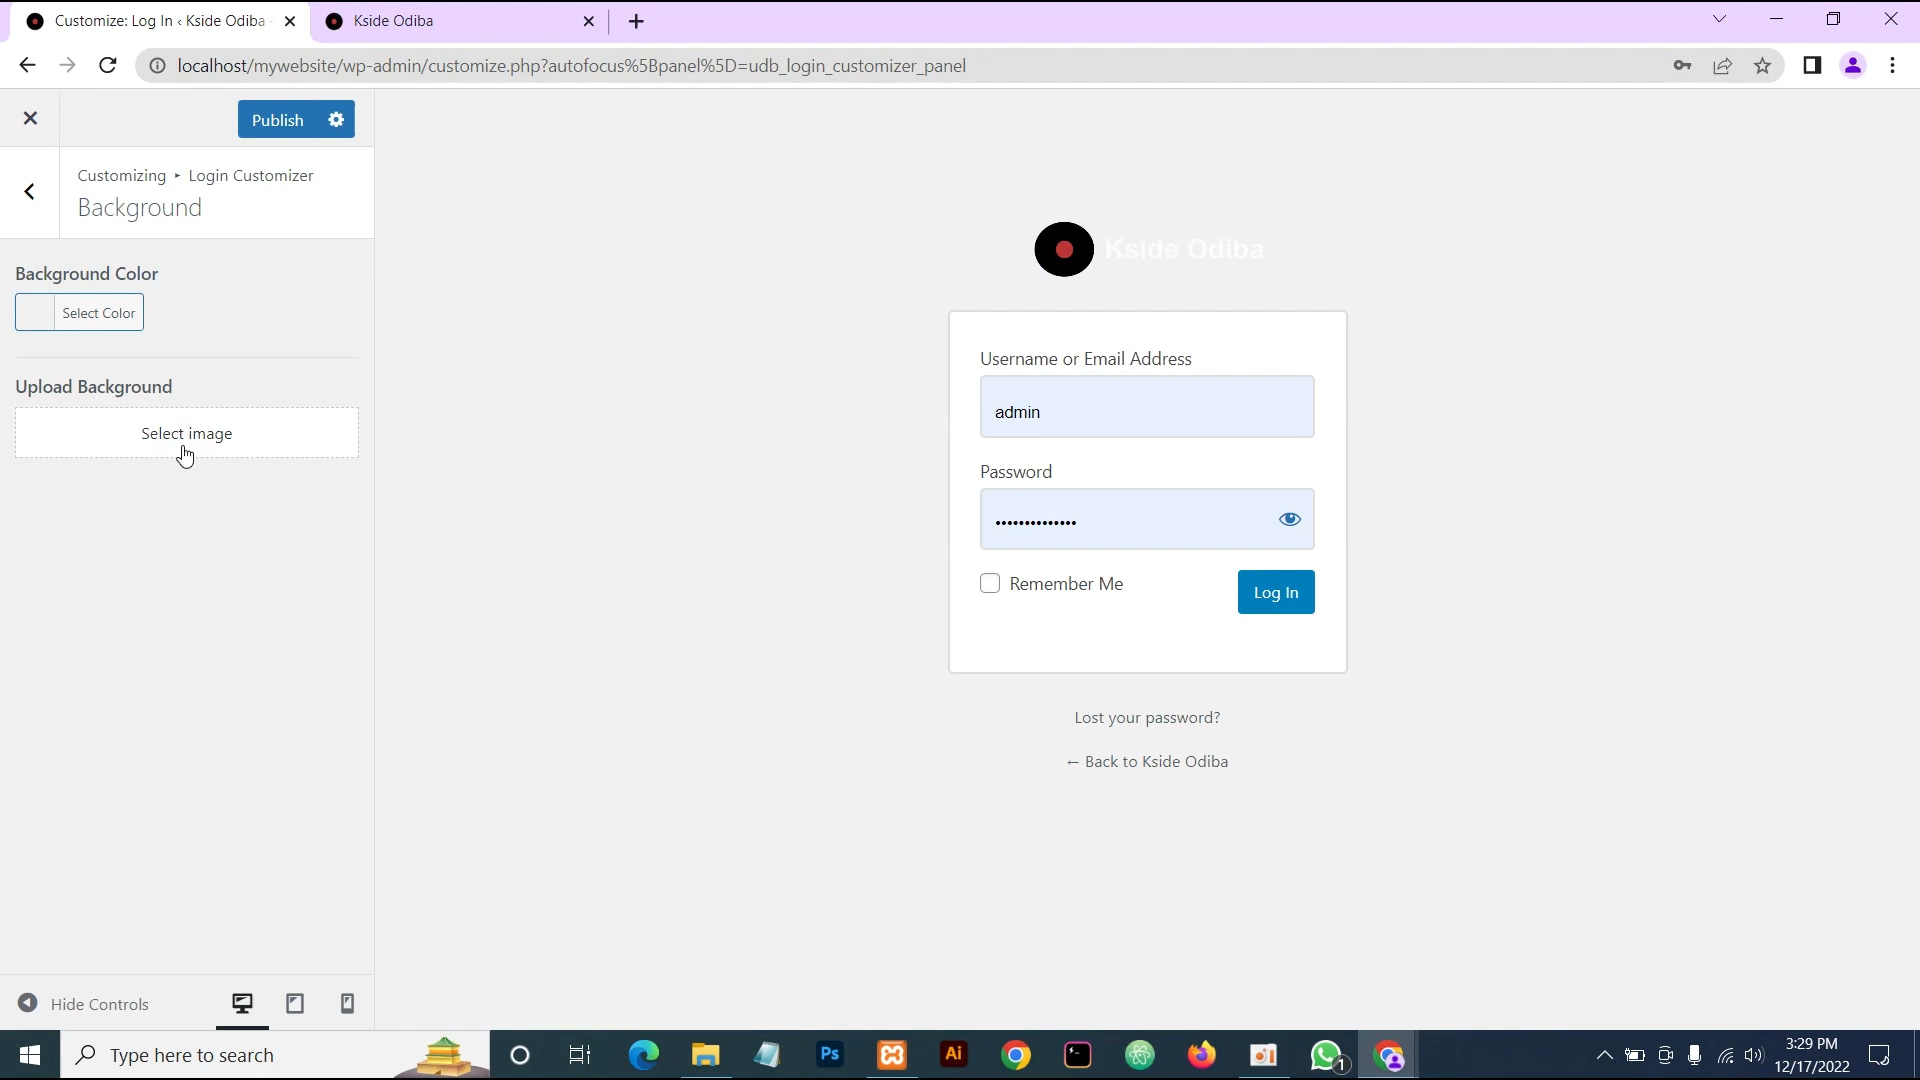 Customize: Log In ‹ Kside Odiba -
Kside Odiba
localhost/mywebsite/wp-admin/customize.php?autofocus%5Bpanel%5D=udb_login_customizer_panel
Publish
Customizing ▸ Login Customizer
Background
Background Color
Select Color
Upload Background
Select image
Kside Odiba
Username or Email Address
admin
Password
••••••••••••••
Remember Me
Log In
Lost your password?
← Back to Kside Odiba
Hide Controls
Type here to search
Ps
Ai
1
3:29 PM
12/17/2022